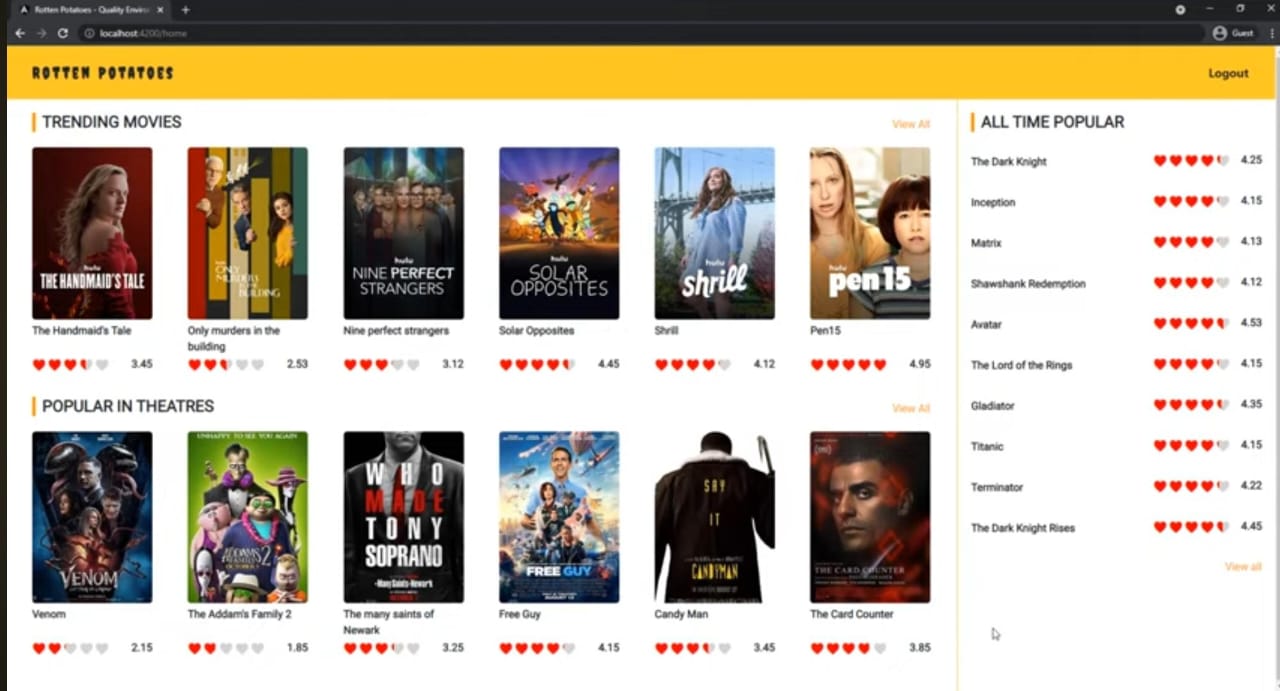 Rotten Potatoes - Quality Enviro
localhost:4200/home
Guest
ROTTEN POTATOES
Logout
TRENDING MOVIES
View All
hulu
THE HANDMAID'S TALE
ONLY MURDERS IN THE BUILDING
hulu
NINE PERFECT
STRANGERS
hulu
SOLAR
OPPOSITES
hulu
shrill
hulu
pen15
The Handmaid's Tale
Only murders in the
building
Nine perfect strangers
Solar Opposites
Shrill
Pen15
3.45
2.53
3.12
4.45
4.12
4.95
POPULAR IN THEATRES
View All
VENOM
UNHAPPY TO SEE YOU AGAIN
ADDAMS
FAMILY 2
OCTOBER 1
WHO
MADE
TONY
SOPRANO
Many Saints of Newark
FREE GUY
SAY
IT
CANDYMAN
THE CARD COUNTER
Venom
The Addam's Family 2
The many saints of
Newark
Free Guy
Candy Man
The Card Counter
2.15
1.85
3.25
4.15
3.45
3.85
ALL TIME POPULAR
The Dark Knight 4.25
Inception 4.15
Matrix 4.13
Shawshank Redemption 4.12
Avatar 4.53
The Lord of the Rings 4.15
Gladiator 4.35
Titanic 4.15
Terminator 4.22
The Dark Knight Rises 4.45
View all